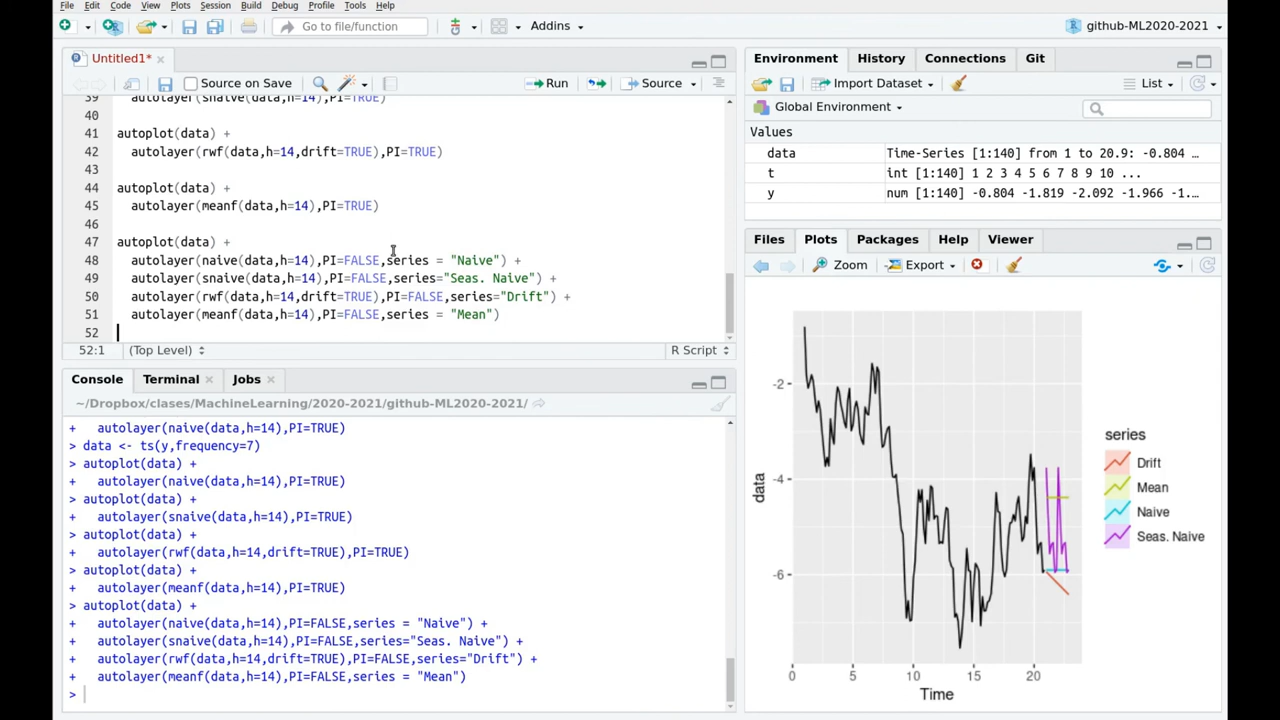 File Edit Code View Plots Session Build Debug Profile Tools Help
Go to file/function
Addins
github-ML2020-2021
Untitled1*
Source on Save
Run
Source
39 autolayer(snaive(data,h=14),PI=TRUE)
40
41 autoplot(data) +
42 autolayer(rwf(data,h=14,drift=TRUE),PI=TRUE)
43
44 autoplot(data) +
45 autolayer(meanf(data,h=14),PI=TRUE)
46
47 autoplot(data) +
48 autolayer(naive(data,h=14),PI=FALSE,series = "Naive") +
49 autolayer(snaive(data,h=14),PI=FALSE,series="Seas. Naive") +
50 autolayer(rwf(data,h=14,drift=TRUE),PI=FALSE,series="Drift") +
51 autolayer(meanf(data,h=14),PI=FALSE,series = "Mean")
52
52:1 (Top Level) R Script
Console Terminal Jobs
~/Dropbox/clases/MachineLearning/2020-2021/github-ML2020-2021/
+ autolayer(naive(data,h=14),PI=TRUE)
> data <- ts(y,frequency=7)
> autoplot(data) +
+ autolayer(naive(data,h=14),PI=TRUE)
> autoplot(data) +
+ autolayer(snaive(data,h=14),PI=TRUE)
> autoplot(data) +
+ autolayer(rwf(data,h=14,drift=TRUE),PI=TRUE)
> autoplot(data) +
+ autolayer(meanf(data,h=14),PI=TRUE)
> autoplot(data) +
+ autolayer(naive(data,h=14),PI=FALSE,series = "Naive") +
+ autolayer(snaive(data,h=14),PI=FALSE,series="Seas. Naive") +
+ autolayer(rwf(data,h=14,drift=TRUE),PI=FALSE,series="Drift") +
+ autolayer(meanf(data,h=14),PI=FALSE,series = "Mean")
>
Environment History Connections Git
Import Dataset
List
Global Environment
Values
data Time-Series [1:140] from 1 to 20.9: -0.804 …
t int [1:140] 1 2 3 4 5 6 7 8 9 10 ...
y num [1:140] -0.804 -1.819 -2.092 -1.966 -1.…
Files Plots Packages Help Viewer
Zoom Export
-2
-4
-6
data
0 5 10 15 20
Time
series
Drift
Mean
Naive
Seas. Naive